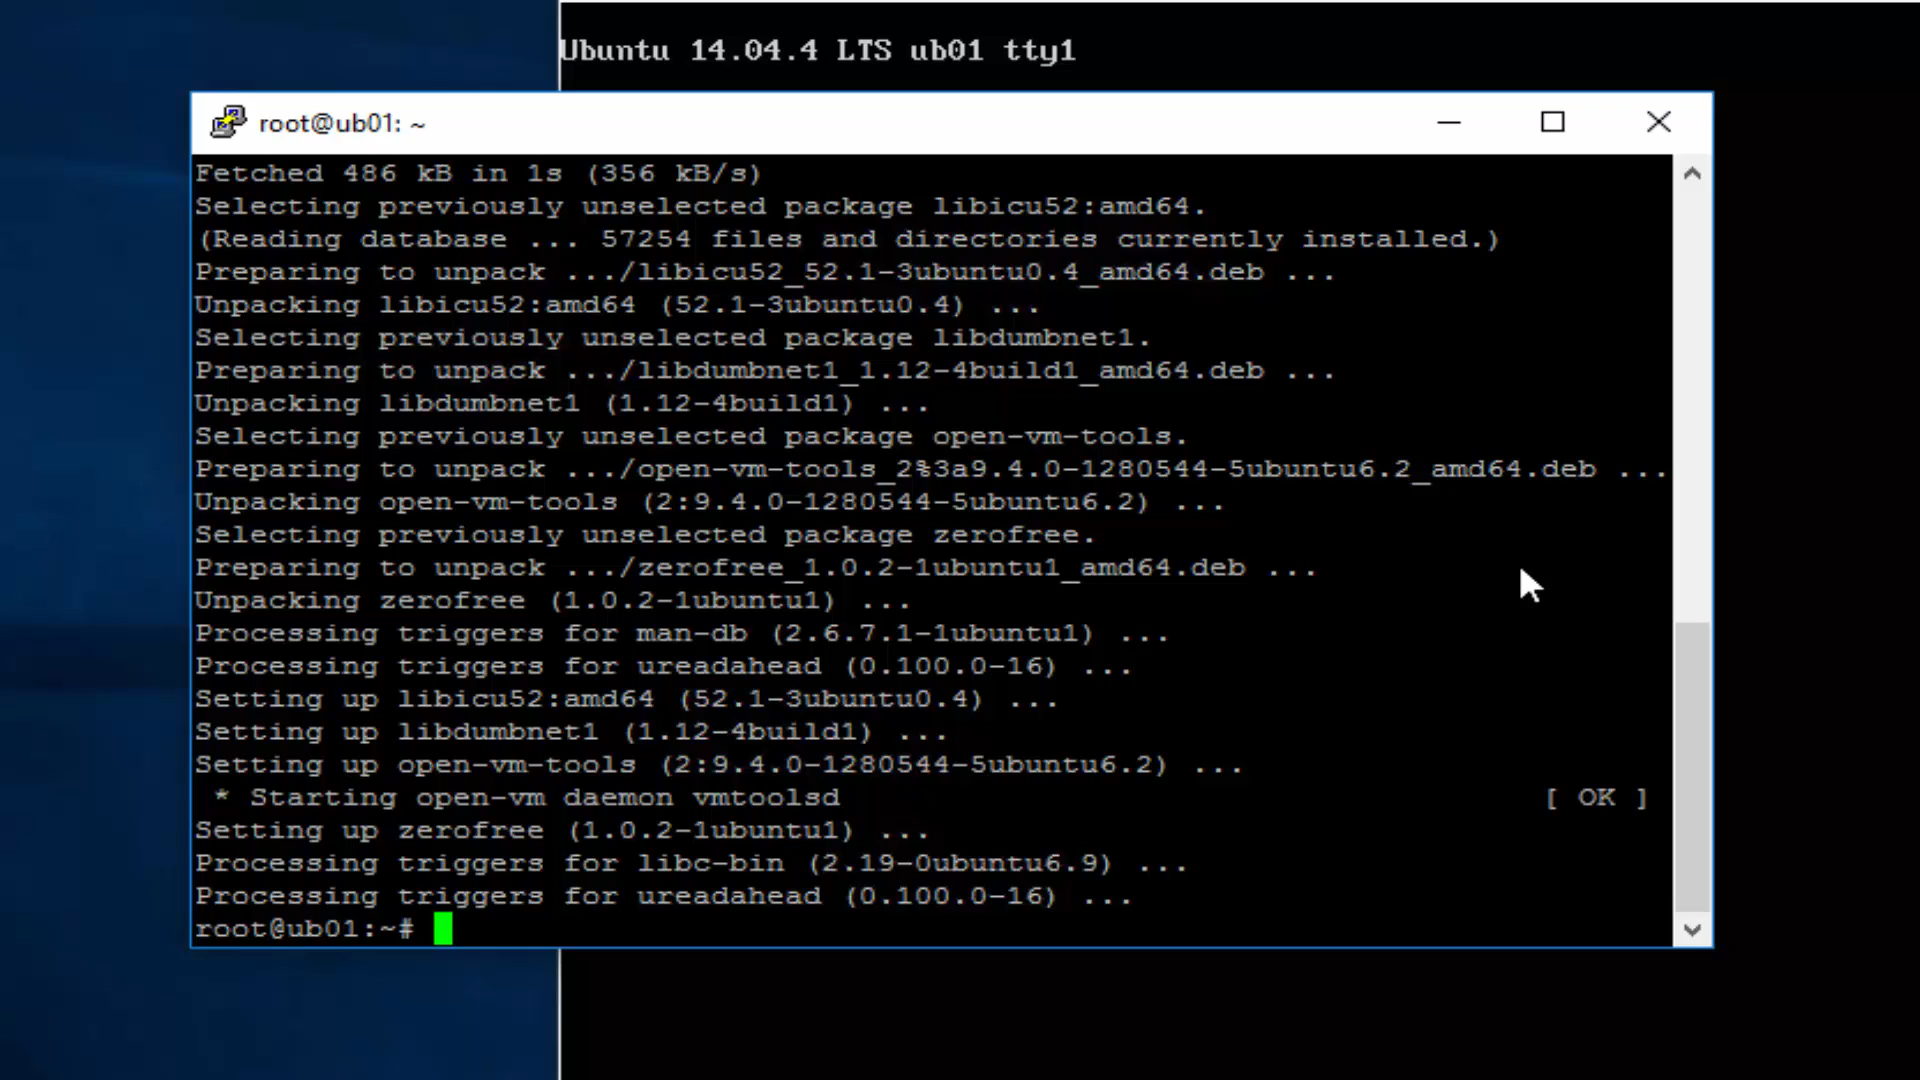 Ubuntu 14.04.4 LTS ub01 tty1
root@ub01: ~
Fetched 486 kB in 1s (356 kB/s)
Selecting previously unselected package libicu52:amd64.
(Reading database ... 57254 files and directories currently installed.)
Preparing to unpack .../libicu52_52.1-3ubuntu0.4_amd64.deb ...
Unpacking libicu52:amd64 (52.1-3ubuntu0.4) ...
Selecting previously unselected package libdumbnet1.
Preparing to unpack .../libdumbnet1_1.12-4build1_amd64.deb ...
Unpacking libdumbnet1 (1.12-4build1) ...
Selecting previously unselected package open-vm-tools.
Preparing to unpack .../open-vm-tools_2%3a9.4.0-1280544-5ubuntu6.2_amd64.deb ...
Unpacking open-vm-tools (2:9.4.0-1280544-5ubuntu6.2) ...
Selecting previously unselected package zerofree.
Preparing to unpack .../zerofree_1.0.2-1ubuntu1_amd64.deb ...
Unpacking zerofree (1.0.2-1ubuntu1) ...
Processing triggers for man-db (2.6.7.1-1ubuntu1) ...
Processing triggers for ureadahead (0.100.0-16) ...
Setting up libicu52:amd64 (52.1-3ubuntu0.4) ...
Setting up libdumbnet1 (1.12-4build1) ...
Setting up open-vm-tools (2:9.4.0-1280544-5ubuntu6.2) ...
* Starting open-vm daemon vmtoolsd [ OK ]
Setting up zerofree (1.0.2-1ubuntu1) ...
Processing triggers for libc-bin (2.19-0ubuntu6.9) ...
Processing triggers for ureadahead (0.100.0-16) ...
root@ub01:~#